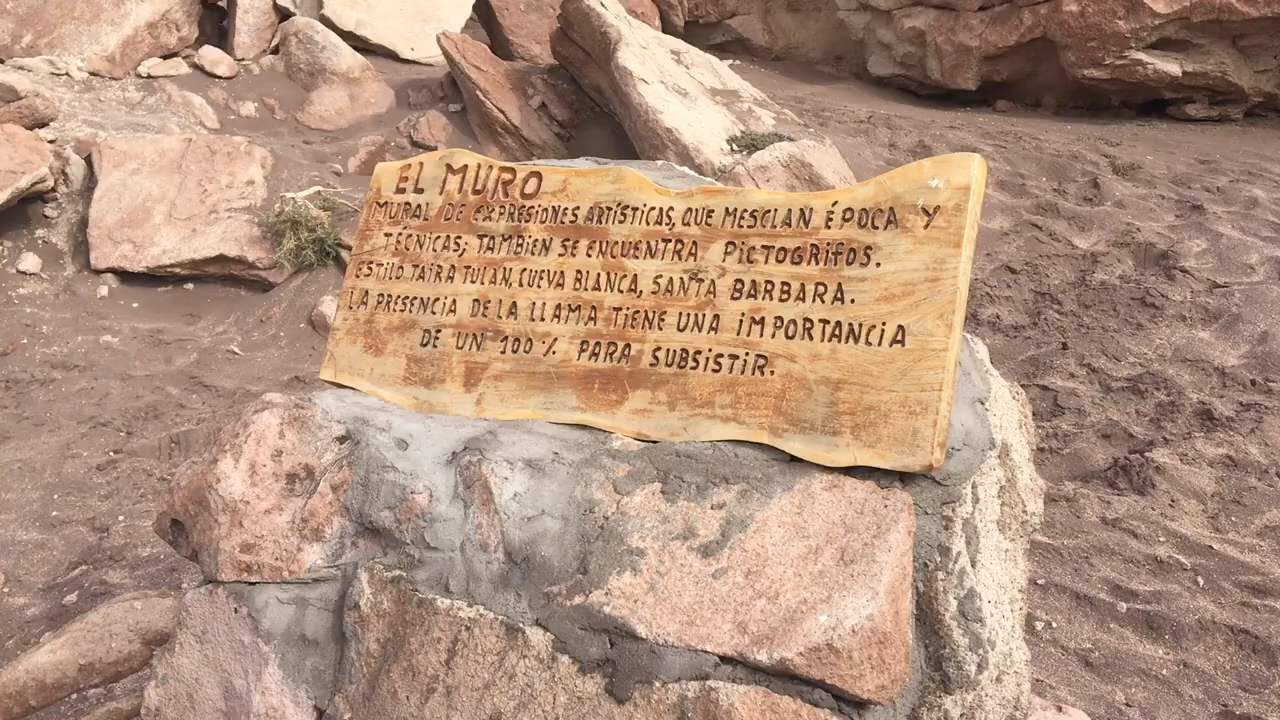 EL MURO
MURAL DE EXPRESIONES ARTÍSTICAS, QUE MESCLAN ÉPOCA Y
TÉCNICAS; TAMBIEN SE ENCUENTRA PICTOGRIFOS.
ESTILO TAIRA TULAN, CUEVA BLANCA, SANTA BARBARA.
LA PRESENCIA DE LA LLAMA TIENE UNA IMPORTANCIA
DE UN 100% PARA SUBSISTIR.